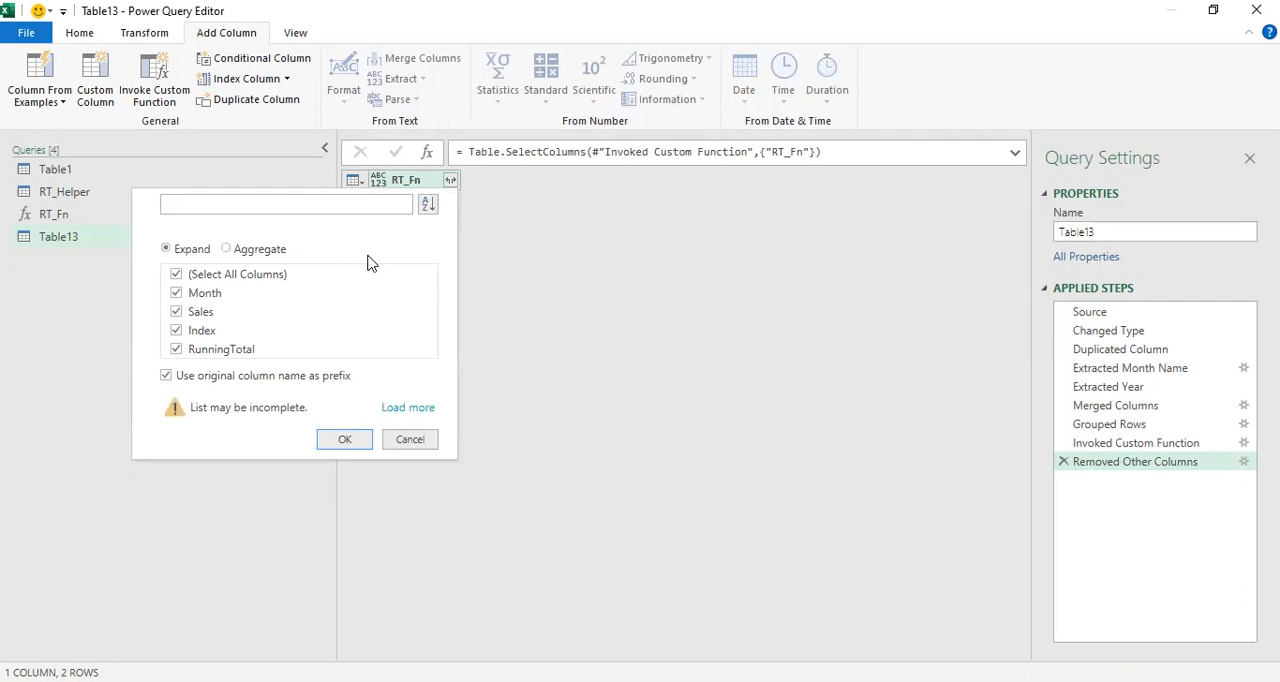 Table13 - Power Query Editor
File Home Transform Add Column View
Column From Examples
Custom Column
Invoke Custom Function
Conditional Column
Index Column
Duplicate Column
General
Format
Merge Columns
Extract
Parse
From Text
Statistics
Standard
Scientific
Trigonometry
Rounding
Information
From Number
Date
Time
Duration
From Date & Time
Queries [4]
Table1
RT_Helper
RT_Fn
Table13
fx = Table.SelectColumns(#"Invoked Custom Function",{"RT_Fn"})
ABC 123 RT_Fn
Expand Aggregate
(Select All Columns)
Month
Sales
Index
RunningTotal
Use original column name as prefix
List may be incomplete. Load more
OK Cancel
Query Settings
PROPERTIES
Name
Table13
All Properties
APPLIED STEPS
Source
Changed Type
Duplicated Column
Extracted Month Name
Extracted Year
Merged Columns
Grouped Rows
Invoked Custom Function
Removed Other Columns
1 COLUMN, 2 ROWS